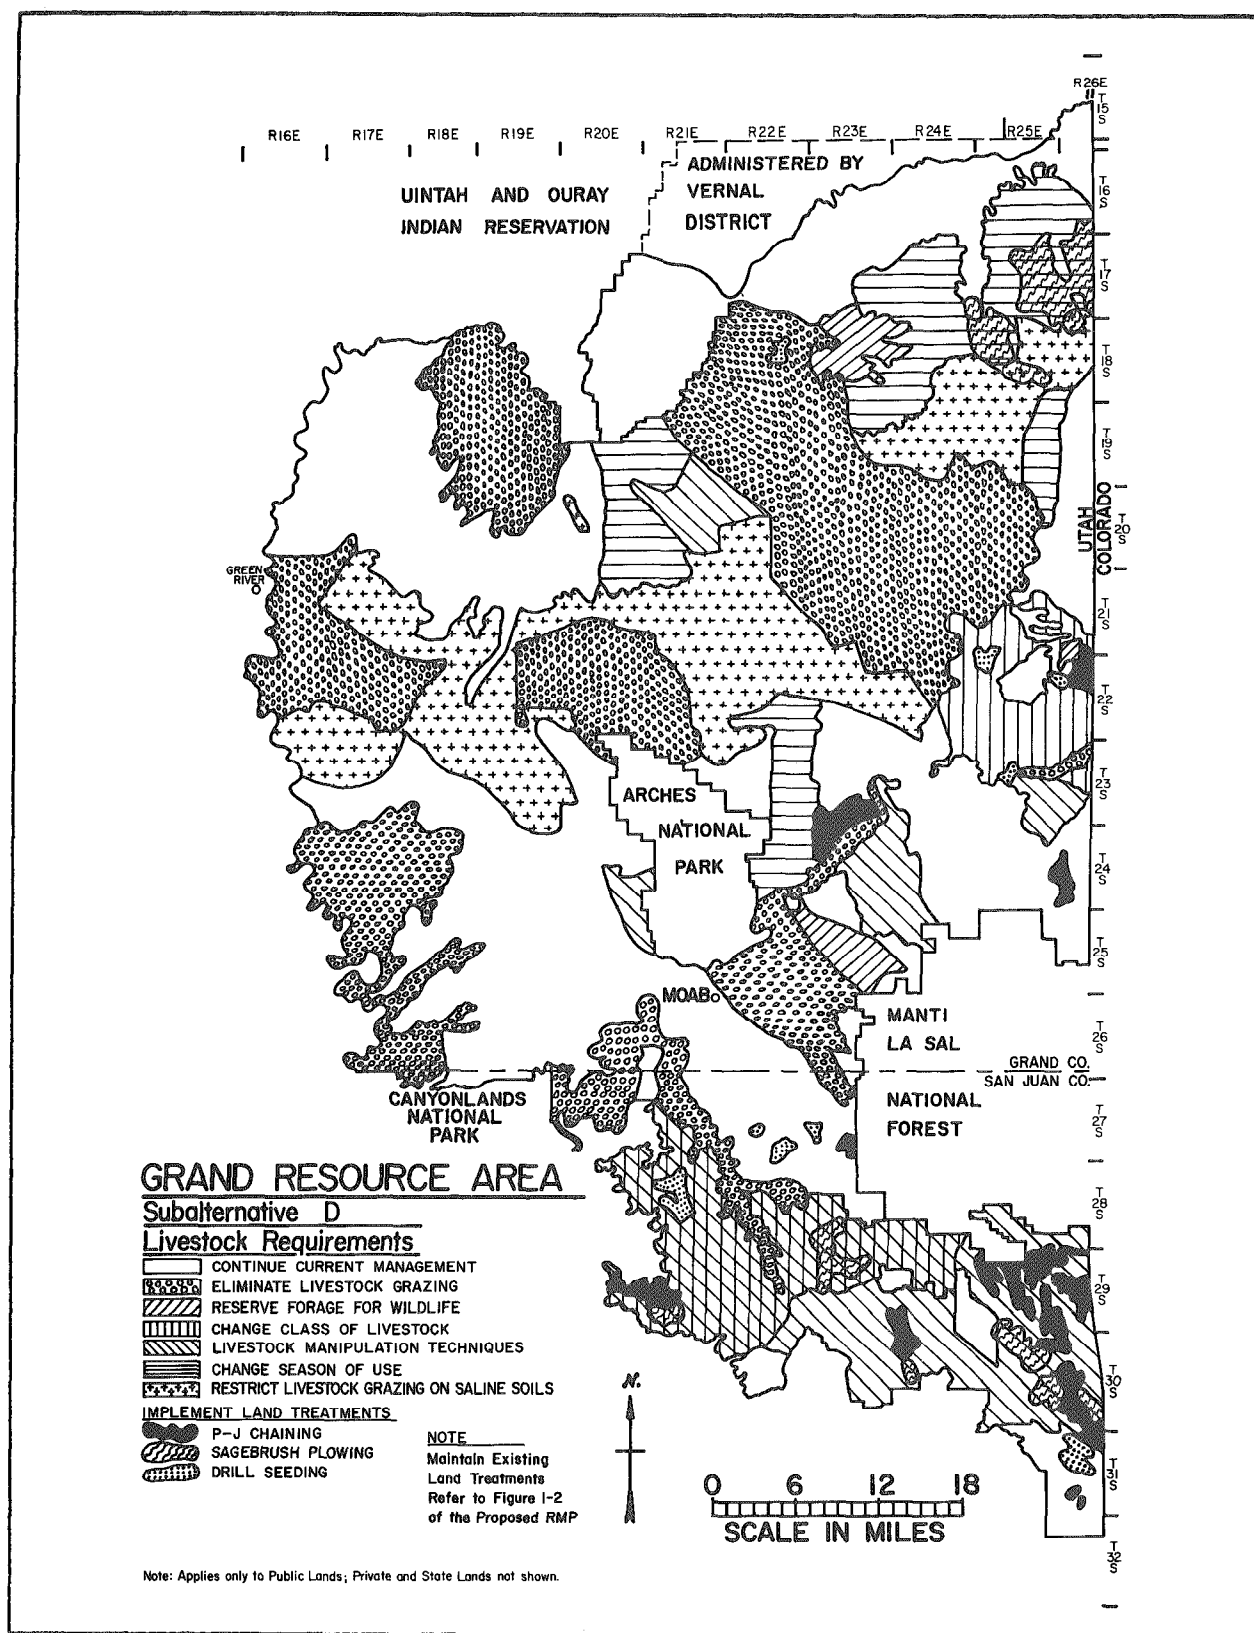 R26E
T
15
S
R16E R17E R18E R19E R20E R21E R22E R23E R24E R25E
UINTAH AND OURAY
INDIAN RESERVATION
ADMINISTERED BY
VERNAL
DISTRICT
T
16
S
T
17
S
T
18
S
T
19
S
UTAH
COLORADO
T
20
S
GREEN
RIVER
T
21
S
T
22
S
T
23
S
ARCHES
NATIONAL
PARK
T
24
S
T
25
S
MOAB
MANTI
LA SAL
NATIONAL
FOREST
T
26
S
GRAND CO.
SAN JUAN CO.
CANYONLANDS
NATIONAL
PARK
T
27
S
T
28
S
T
29
S
T
30
S
T
31
S
T
32
S
GRAND RESOURCE AREA
Subalternative D
Livestock Requirements
CONTINUE CURRENT MANAGEMENT
ELIMINATE LIVESTOCK GRAZING
RESERVE FORAGE FOR WILDLIFE
CHANGE CLASS OF LIVESTOCK
LIVESTOCK MANIPULATION TECHNIQUES
CHANGE SEASON OF USE
RESTRICT LIVESTOCK GRAZING ON SALINE SOILS
IMPLEMENT LAND TREATMENTS
P-J CHAINING
SAGEBRUSH PLOWING
DRILL SEEDING
NOTE
Maintain Existing
Land Treatments
Refer to Figure 1-2
of the Proposed RMP
N.
0 6 12 18
SCALE IN MILES
Note: Applies only to Public Lands; Private and State Lands not shown.